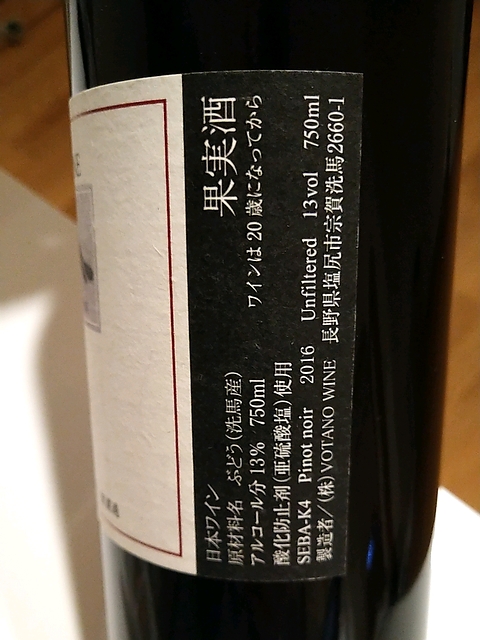 日本ワイン 果実酒
原材料名 ぶどう(洗馬産)
アルコール分 13% 750ml ワインは 20 歳になってから
酸化防止剤(亜硫酸塩)使用
SEBA-K4 Pinot noir 2016 Unfiltered 13vol 750ml
製造者/(株)VOTANO WINE 長野県塩尻市宗賀洗馬2660-1